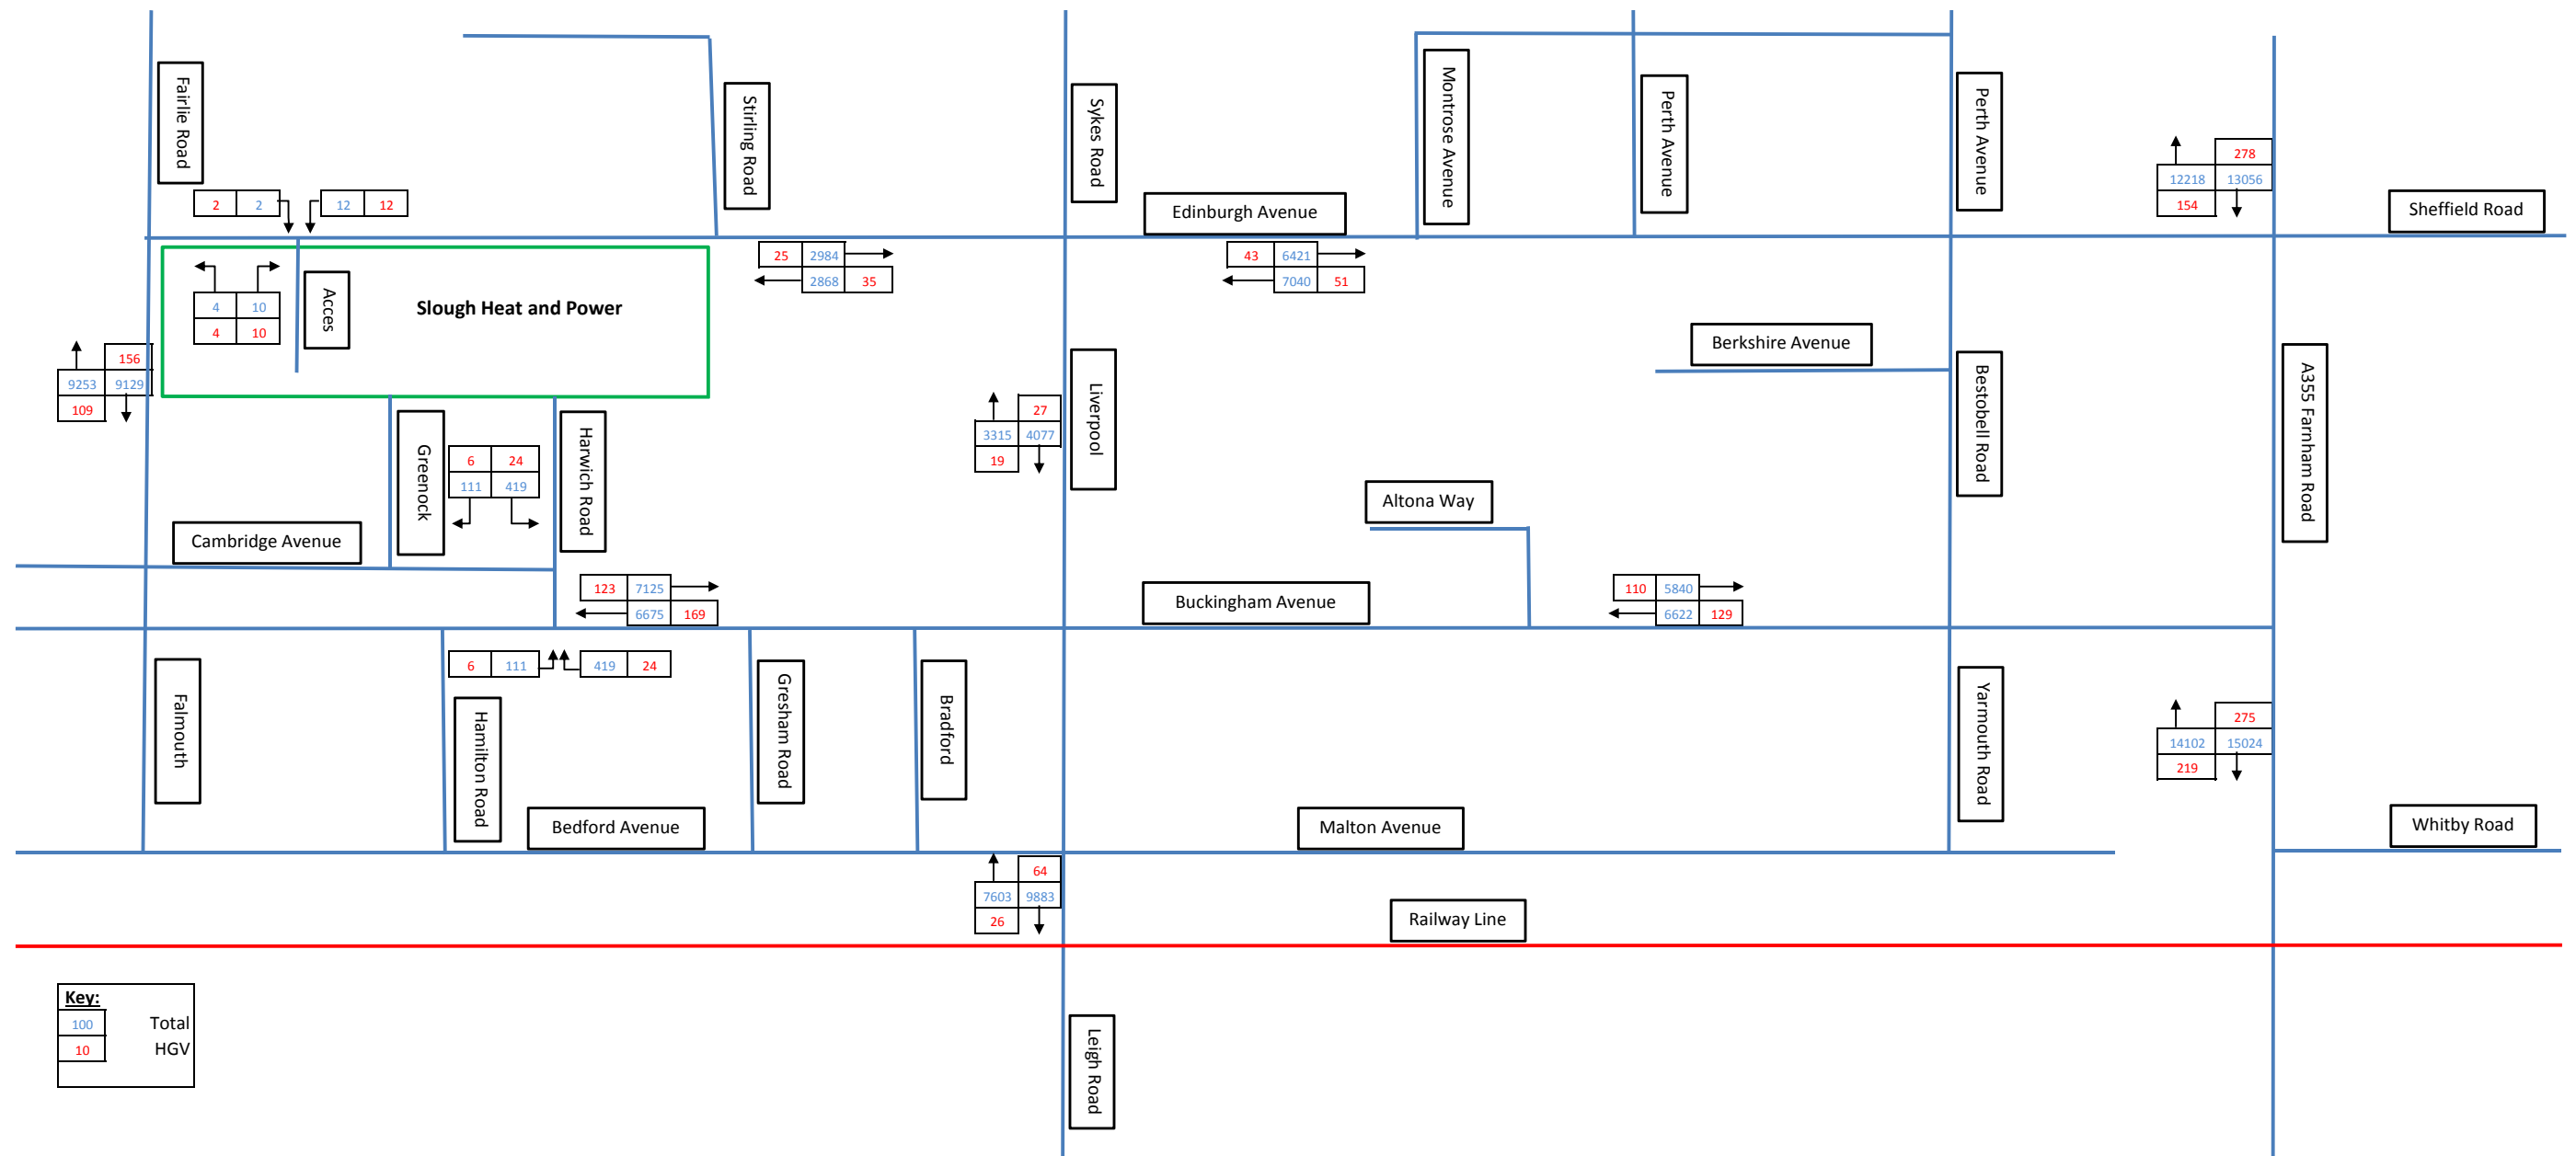 Fairlie Road
Stirling Road
Sykes Road
Montrose Avenue
Perth Avenue
Perth Avenue
278
12218 13056
154
2 2
12 12
Edinburgh Avenue
Sheffield Road
25 2984
2868 35
43 6421
7040 51
4 10
4 10
Acces
Slough Heat and Power
Berkshire Avenue
156
9253 9129
109
Liverpool
Bestobell Road
A355 Farnham Road
27
3315 4077
19
Greenock
6 24
111 419
Harwich Road
Altona Way
Cambridge Avenue
123 7125
6675 169
Buckingham Avenue
110 5840
6622 129
6 111
419 24
Falmouth
Hamilton Road
Gresham Road
Bradford
Yarmouth Road
275
14102 15024
219
Bedford Avenue
Malton Avenue
Whitby Road
64
7603 9883
26
Railway Line
Key:
100 Total
10 HGV
Leigh Road